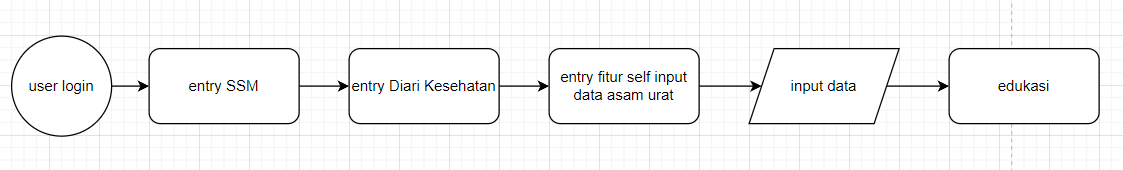 user login
entry SSM
entry Diari Kesehatan
entry fitur self input
data asam urat
input data
edukasi